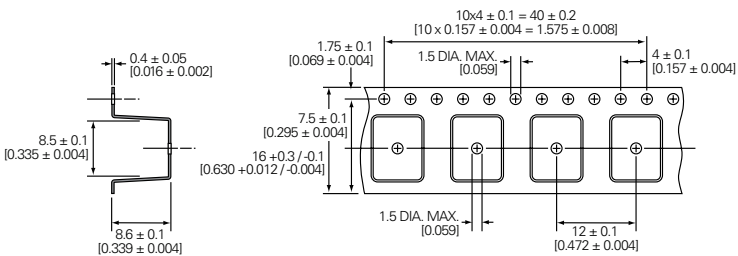 10x4 ± 0.1 = 40 ± 0.2
[10 x 0.157 ± 0.004 = 1.575 ± 0.008]
0.4 ± 0.05
[0.016 ± 0.002]
1.75 ± 0.1
[0.069 ± 0.004]
1.5 DIA. MAX.
[0.059]
4 ± 0.1
[0.157 ± 0.004]
8.5 ± 0.1
[0.335 ± 0.004]
7.5 ± 0.1
[0.295 ± 0.004]
16 +0.3 / -0.1
[0.630 +0.012 / -0.004]
1.5 DIA. MAX.
[0.059]
12 ± 0.1
[0.472 ± 0.004]
8.6 ± 0.1
[0.339 ± 0.004]